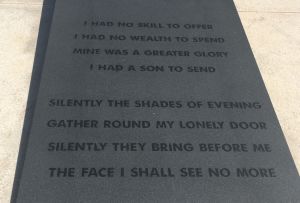 I HAD NO SKILL TO OFFER
I HAD NO WEALTH TO SPEND
MINE WAS A GREATER GLORY
I HAD A SON TO SEND
SILENTLY THE SHADES OF EVENING
GATHER ROUND MY LONELY DOOR
SILENTLY THEY BRING BEFORE ME
THE FACE I SHALL SEE NO MORE